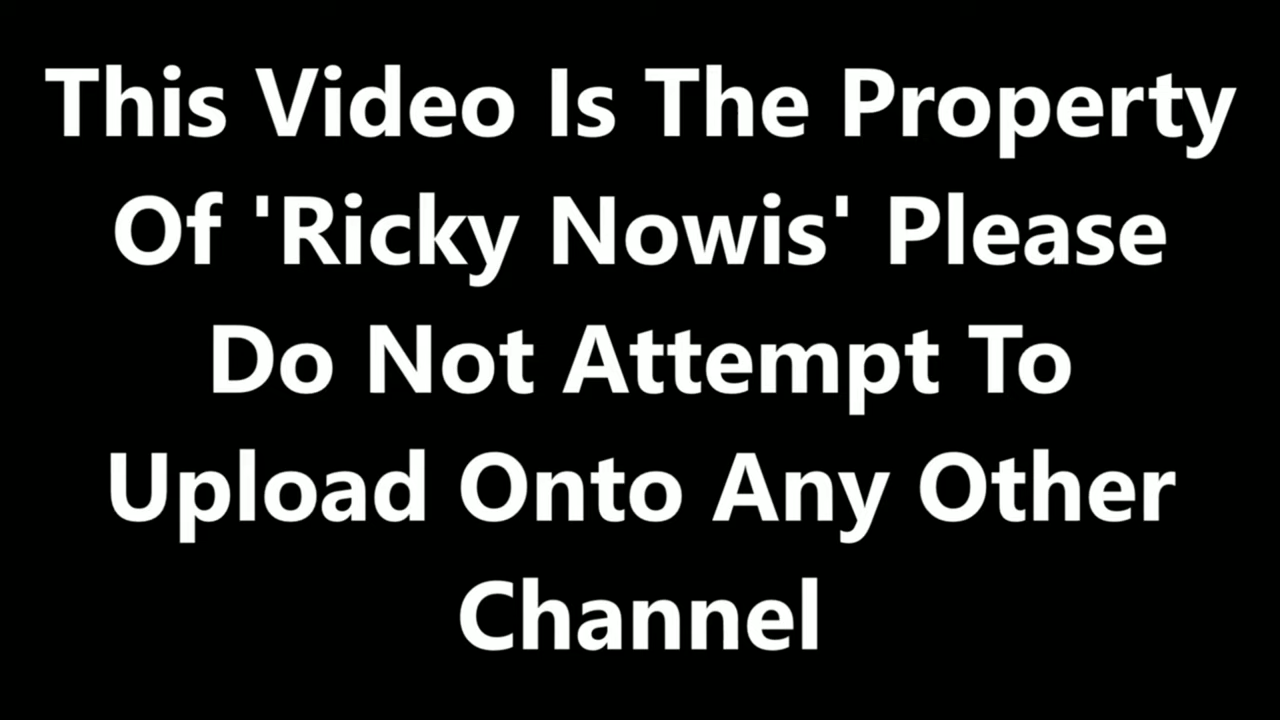 This Video Is The Property
Of 'Ricky Nowis' Please
Do Not Attempt To
Upload Onto Any Other
Channel